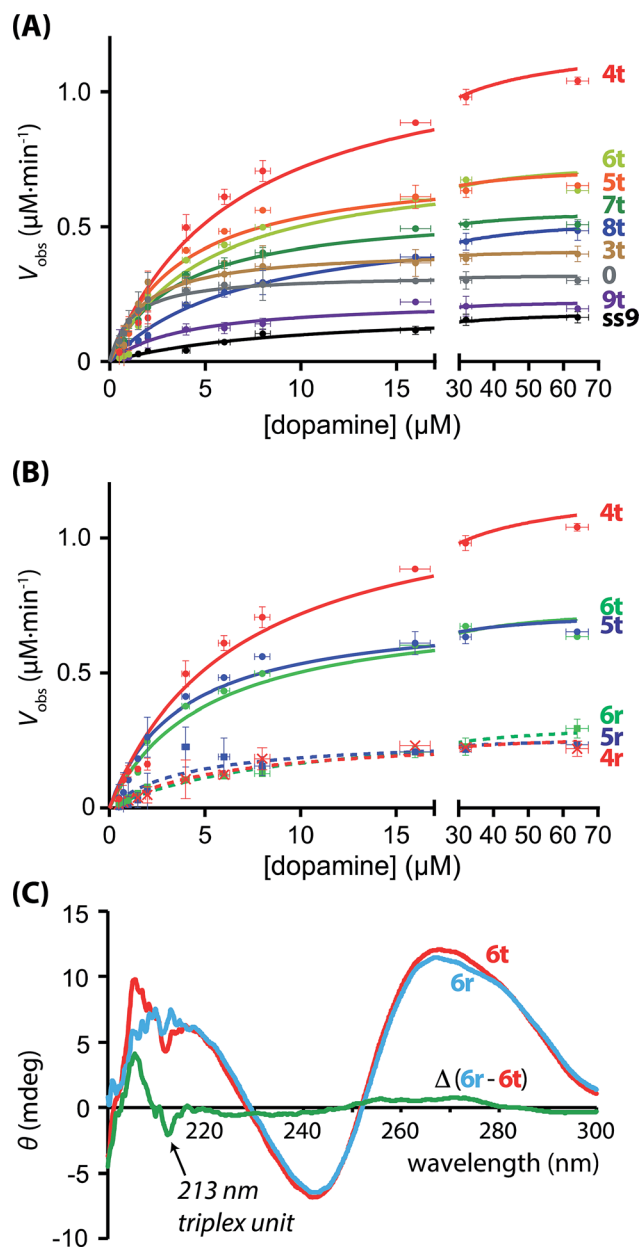 (A)
V obs (µM·min⁻¹)
1.0
0.5
0
0 5 10 15 30 40 50 60 70
[dopamine] (µM)
4t
6t
5t
7t
8t
3t
0
9t
ss9
(B)
V obs (µM·min⁻¹)
1.0
0.5
0
0 5 10 15 30 40 50 60 70
[dopamine] (µM)
4t
6t
5t
6r
5r
4r
(C)
θ (mdeg)
15
10
5
0
-5
-10
220 240 260 280 300
wavelength (nm)
6t
6r
Δ (6r - 6t)
213 nm
triplex unit